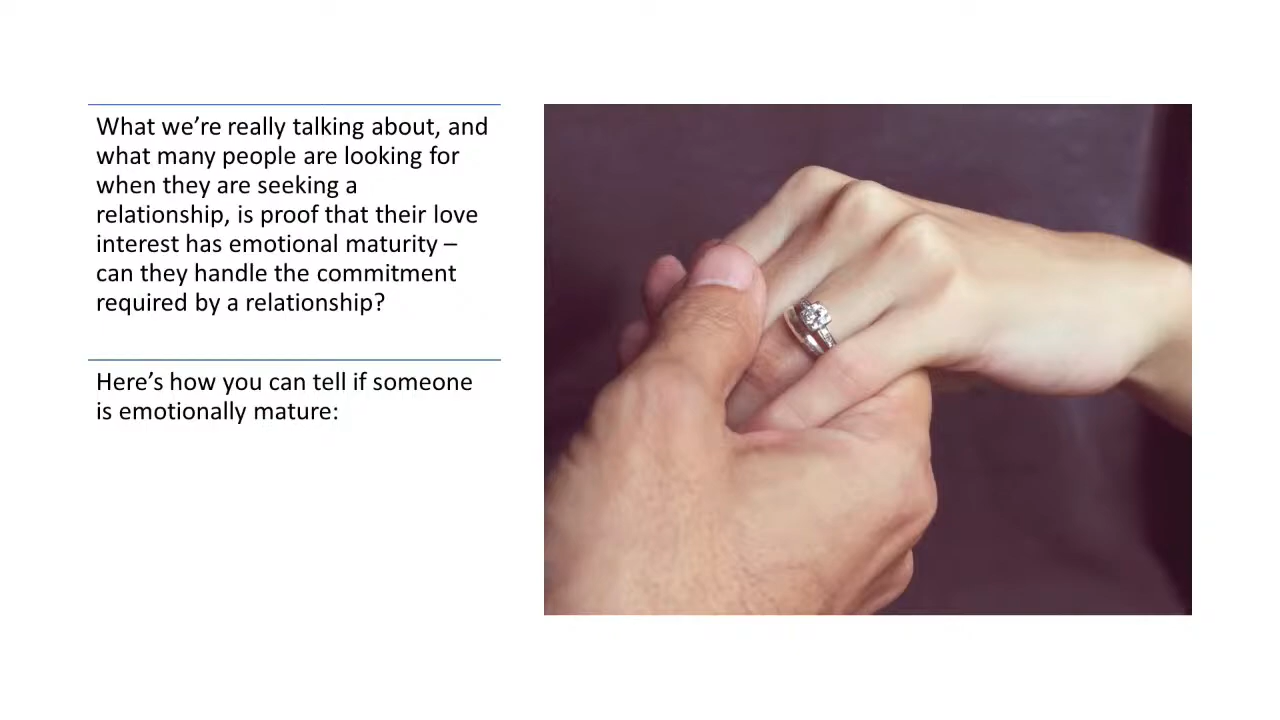 What we’re really talking about, and
what many people are looking for
when they are seeking a
relationship, is proof that their love
interest has emotional maturity –
can they handle the commitment
required by a relationship?
Here’s how you can tell if someone
is emotionally mature: